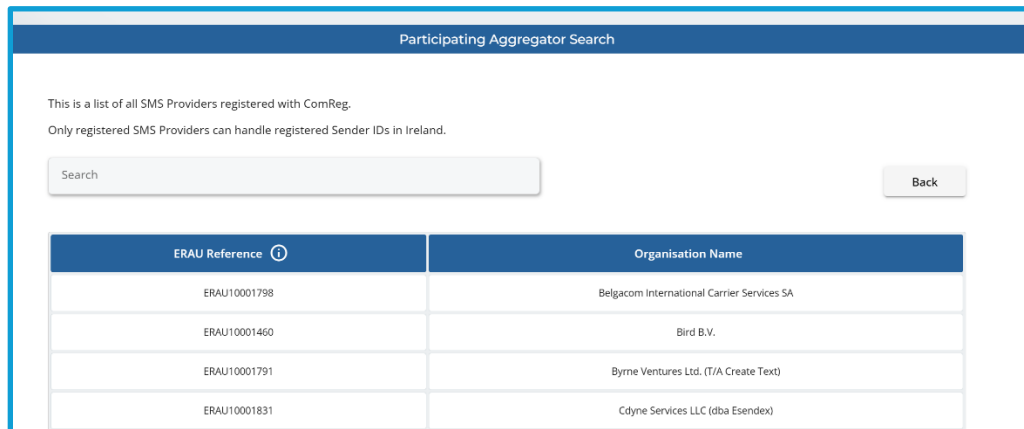 Participating Aggregator Search
This is a list of all SMS Providers registered with ComReg.
Only registered SMS Providers can handle registered Sender IDs in Ireland.
Search
Back
ERAU Reference Organisation Name
ERAU10001798 Belgacom International Carrier Services SA
ERAU10001460 Bird B.V.
ERAU10001791 Byrne Ventures Ltd. (T/A Create Text)
ERAU10001831 Cdyne Services LLC (dba Esendex)